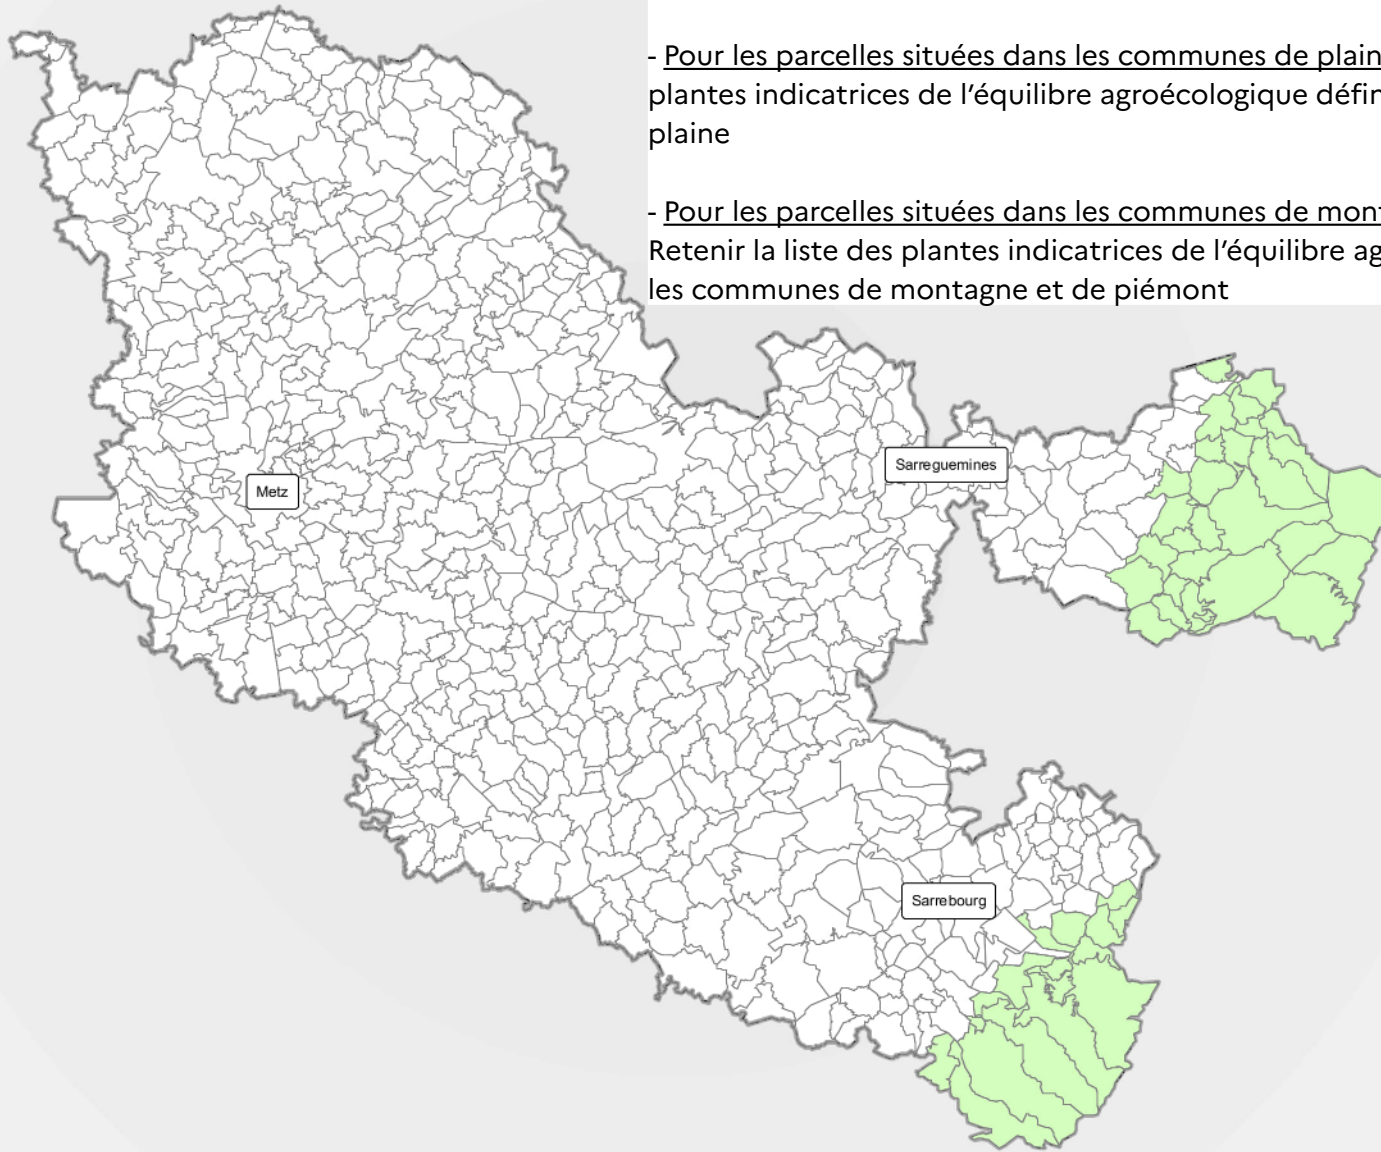 - Pour les parcelles situées dans les communes de plain
plantes indicatrices de l'équilibre agroécologique défin
plaine
- Pour les parcelles situées dans les communes de mont
Retenir la liste des plantes indicatrices de l'équilibre ag
les communes de montagne et de piémont
Sarreguemines
Metz
Sarrebourg